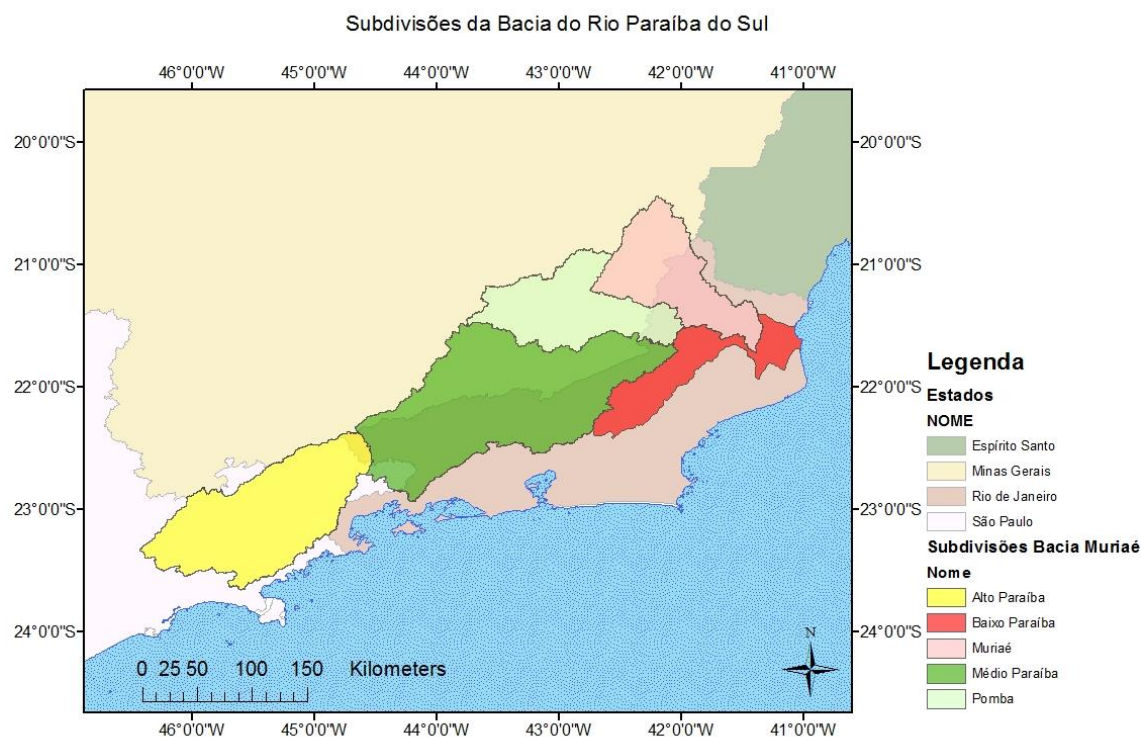 Subdivisões da Bacia do Rio Paraíba do Sul
46°0'0"W 45°0'0"W 44°0'0"W 43°0'0"W 42°0'0"W 41°0'0"W
20°0'0"S 20°0'0"S
21°0'0"S 21°0'0"S
22°0'0"S 22°0'0"S
23°0'0"S 23°0'0"S
24°0'0"S 24°0'0"S
0 25 50 100 150 Kilometers
N
46°0'0"W 45°0'0"W 44°0'0"W 43°0'0"W 42°0'0"W 41°0'0"W
Legenda
Estados
NOME
Espírito Santo
Minas Gerais
Rio de Janeiro
São Paulo
Subdivisões Bacia Muriaé
Nome
Alto Paraíba
Baixo Paraíba
Muriaé
Médio Paraíba
Pomba